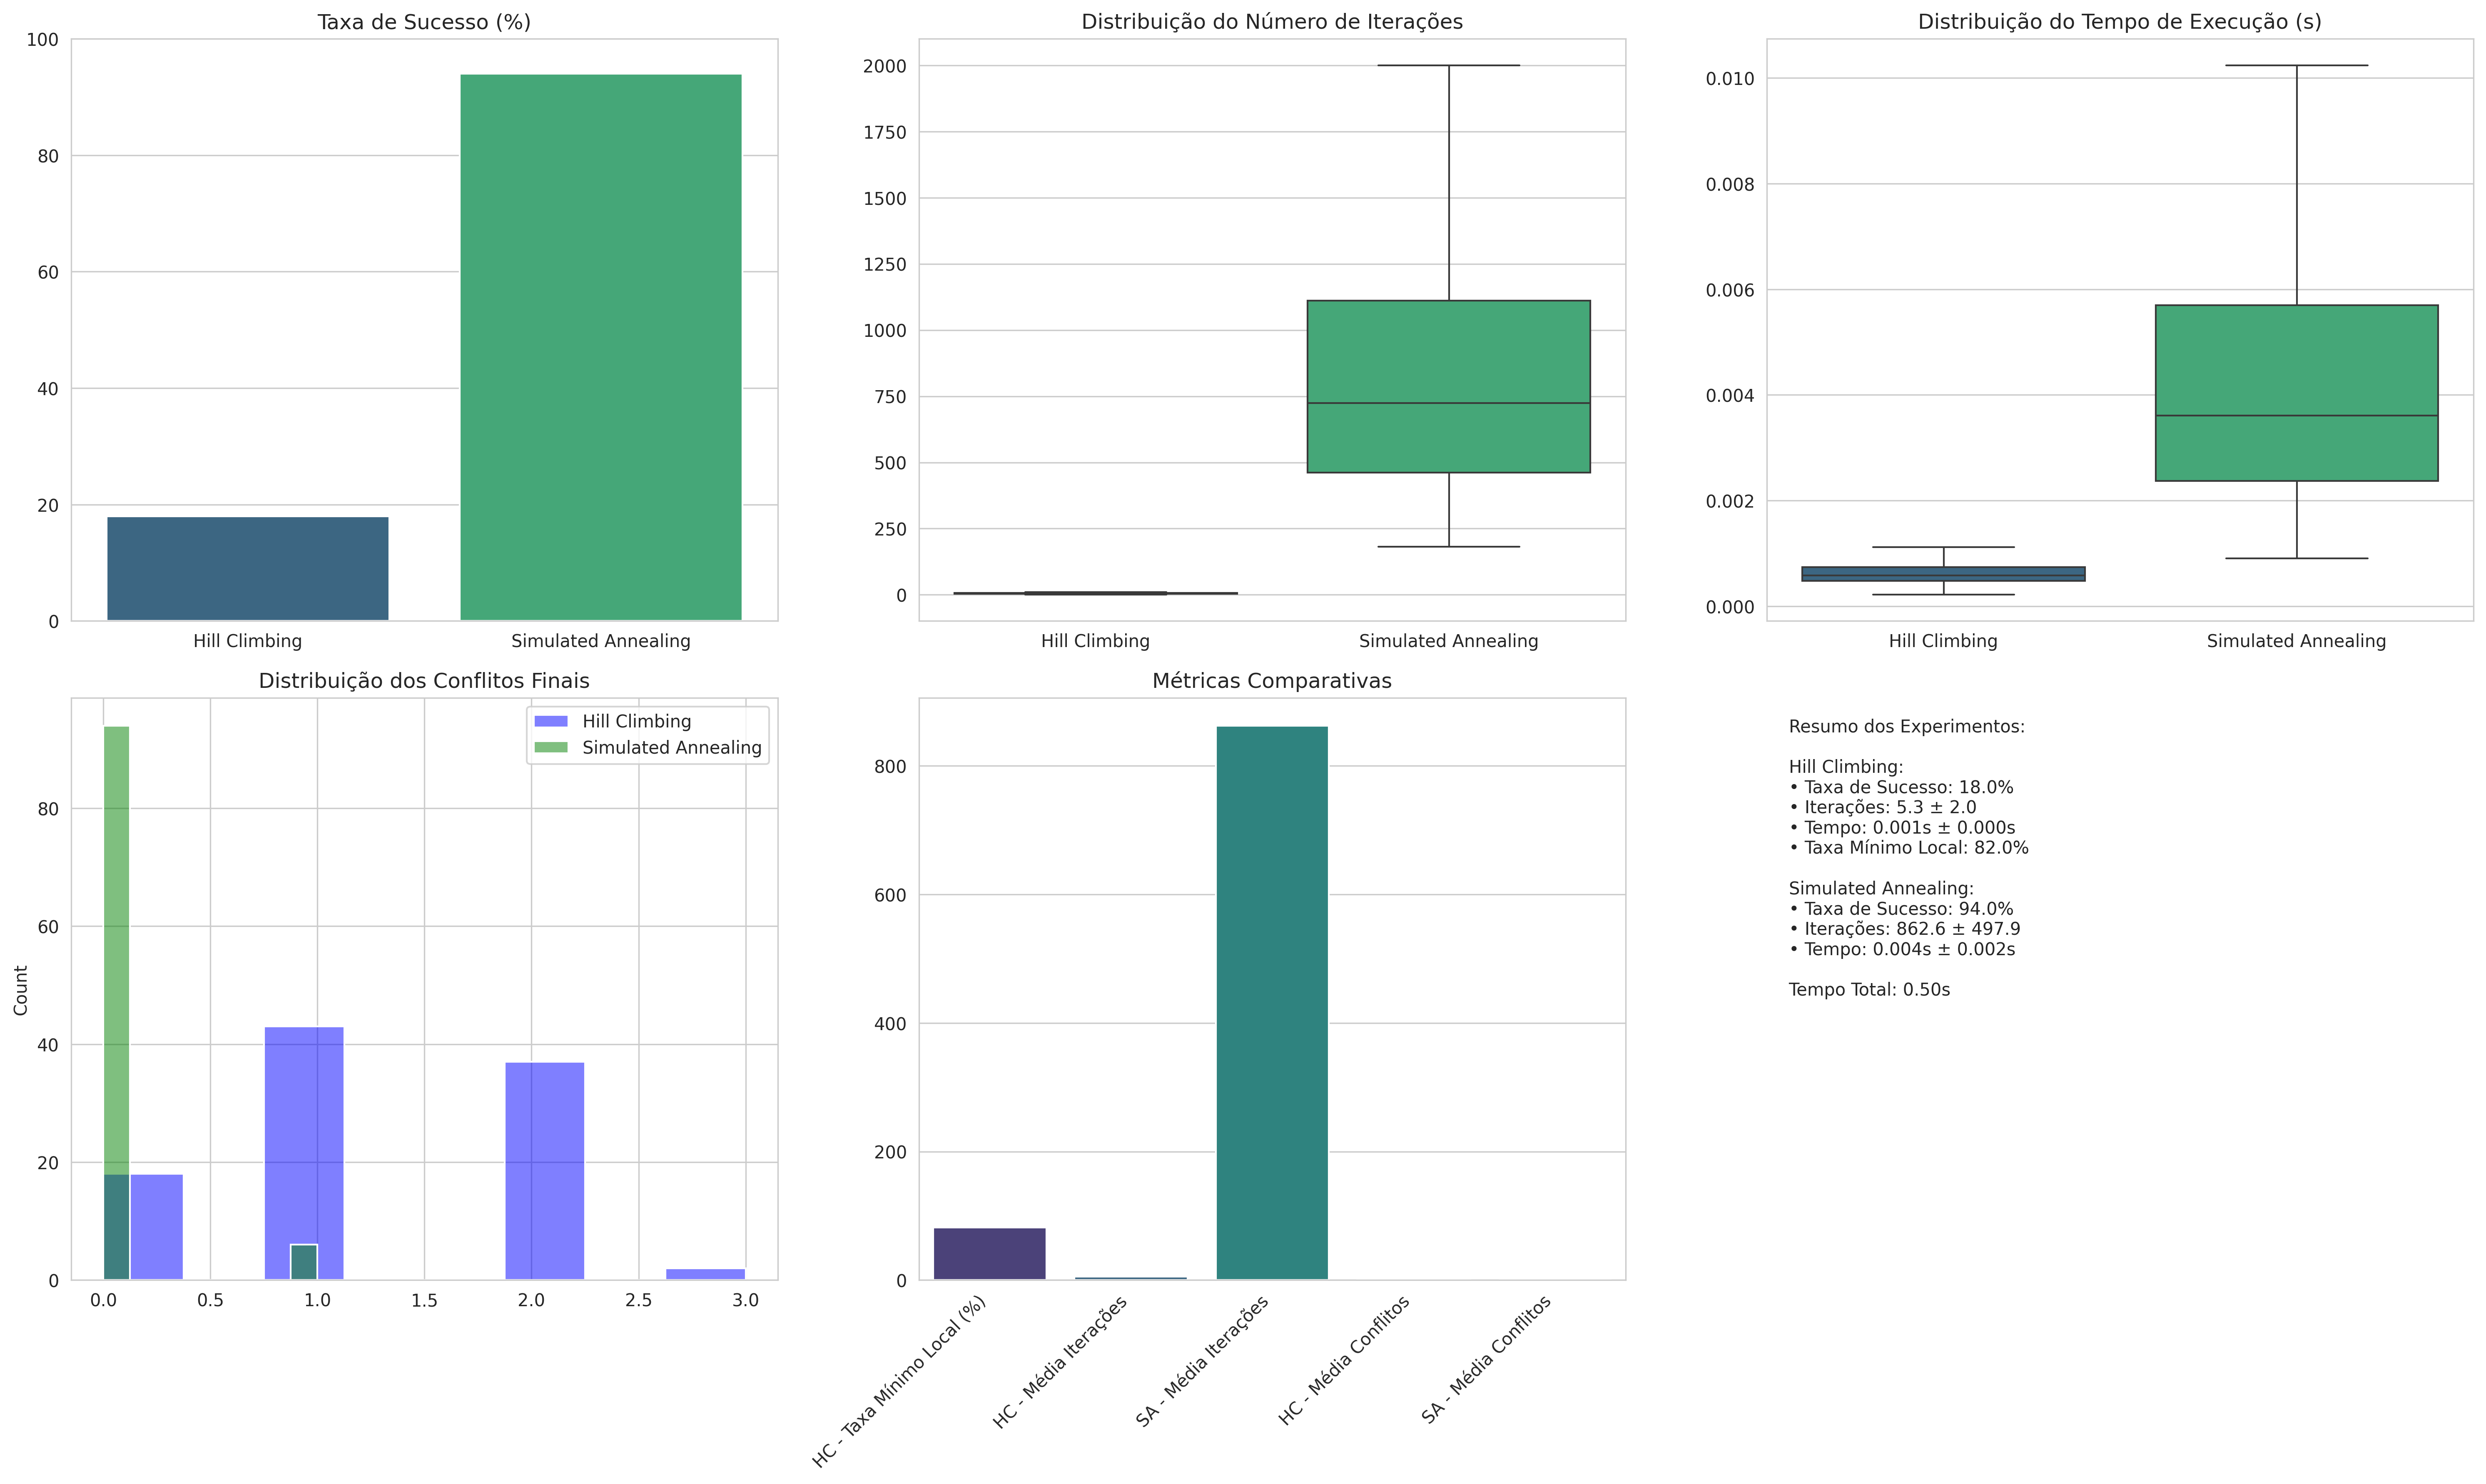 Taxa de Sucesso (%)
100
80
60
40
20
0
Hill Climbing
Simulated Annealing
Distribuição do Número de Iterações
2000
1750
1500
1250
1000
750
500
250
0
Hill Climbing
Simulated Annealing
Distribuição do Tempo de Execução (s)
0.010
0.008
0.006
0.004
0.002
0.000
Hill Climbing
Simulated Annealing
Distribuição dos Conflitos Finais
Hill Climbing
Simulated Annealing
Count
80
60
40
20
0
0.0 0.5 1.0 1.5 2.0 2.5 3.0
Métricas Comparativas
800
600
400
200
0
HC - Taxa Mínimo Local (%)
HC - Média Iterações
SA - Média Iterações
HC - Média Conflitos
SA - Média Conflitos
Resumo dos Experimentos:
Hill Climbing:
• Taxa de Sucesso: 18.0%
• Iterações: 5.3 ± 2.0
• Tempo: 0.001s ± 0.000s
• Taxa Mínimo Local: 82.0%
Simulated Annealing:
• Taxa de Sucesso: 94.0%
• Iterações: 862.6 ± 497.9
• Tempo: 0.004s ± 0.002s
Tempo Total: 0.50s